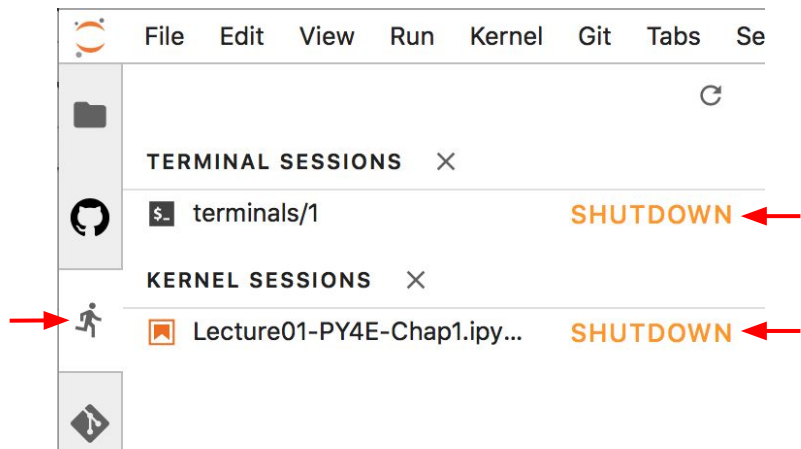 File Edit View Run Kernel Git Tabs Se
TERMINAL SESSIONS
$_ terminals/1 SHUTDOWN
KERNEL SESSIONS
Lecture01-PY4E-Chap1.ipy... SHUTDOWN